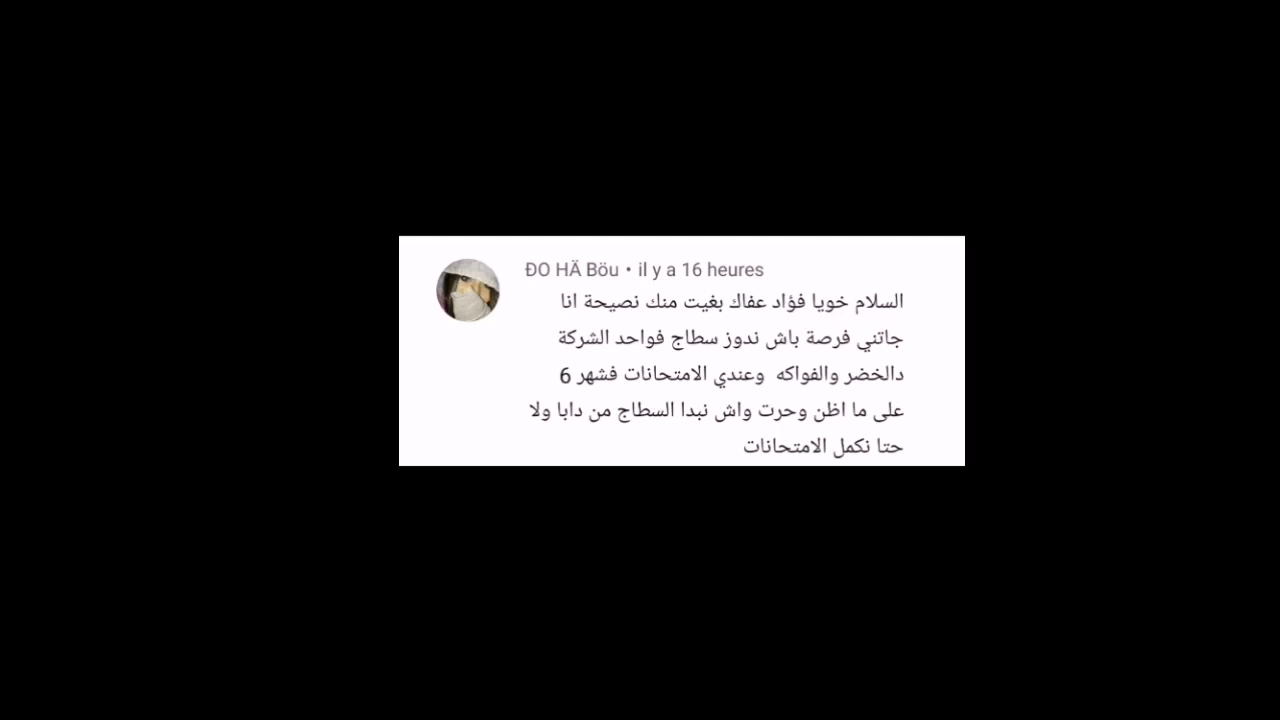 ĐO HÄ Böu • il y a 16 heures
السلام خويا فؤاد عفاك بغيت منك نصيحة انا
جاتني فرصة باش ندوز سطاج فواحد الشركة
دالخضر والفواكه وعندي الامتحانات فشهر 6
على ما اظن وحرت واش نبدا السطاج من دابا ولا
حتا نكمل الامتحانات